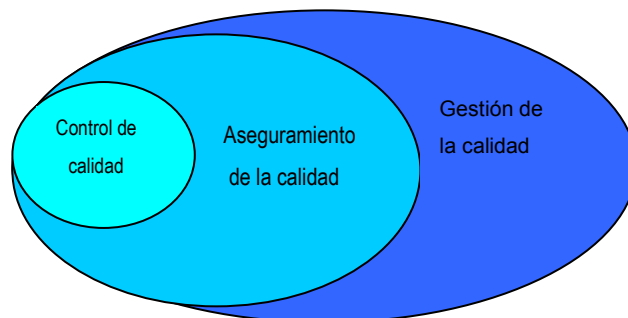 Control de
calidad
Aseguramiento
de la calidad
Gestión de
la calidad